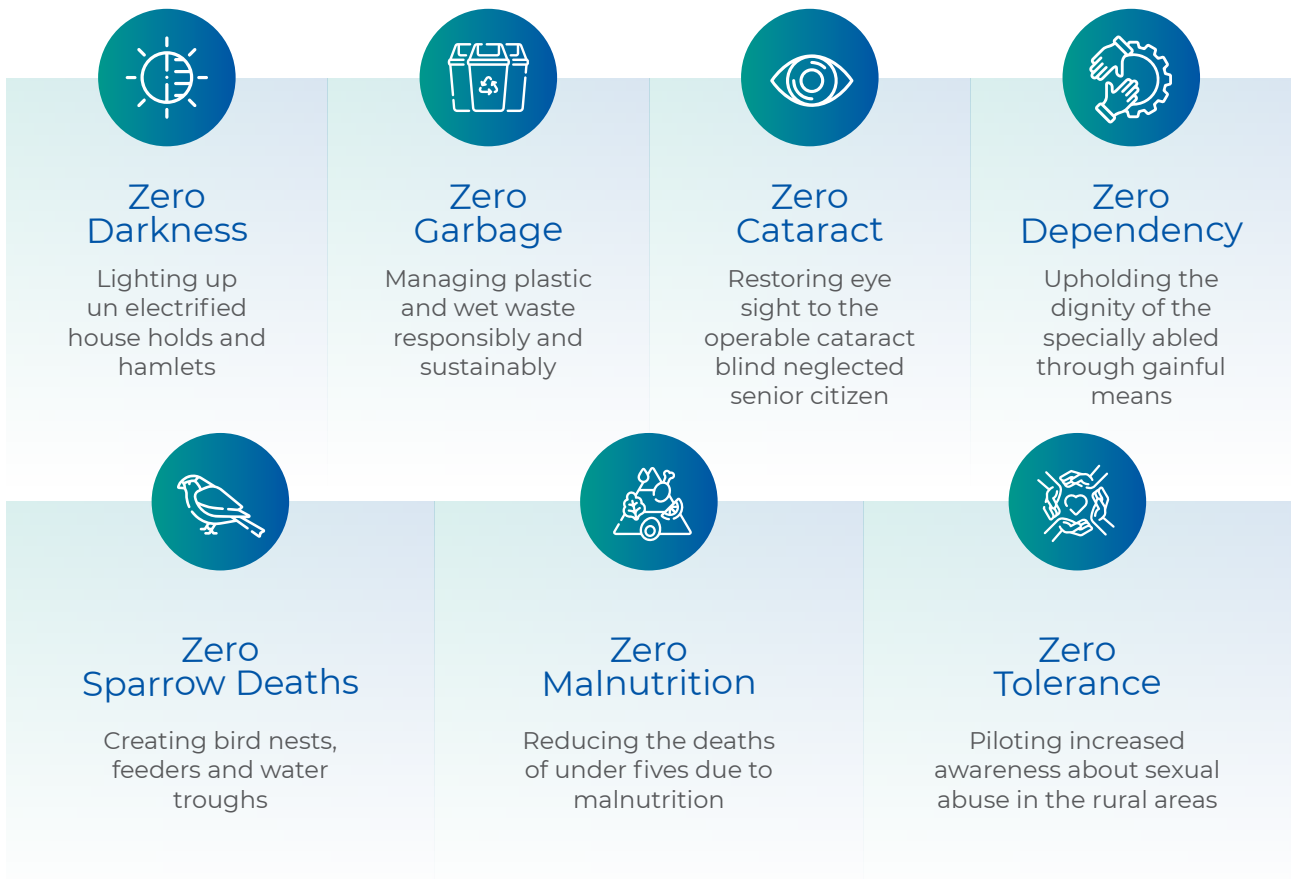 Zero
Darkness
Lighting up
un electrified
house holds and
hamlets
Zero
Garbage
Managing plastic
and wet waste
responsibly and
sustainably
Zero
Cataract
Restoring eye
sight to the
operable cataract
blind neglected
senior citizen
Zero
Dependency
Upholding the
dignity of the
specially abled
through gainful
means
Zero
Sparrow Deaths
Creating bird nests,
feeders and water
troughs
Zero
Malnutrition
Reducing the deaths
of under fives due to
malnutrition
Zero
Tolerance
Piloting increased
awareness about sexual
abuse in the rural areas